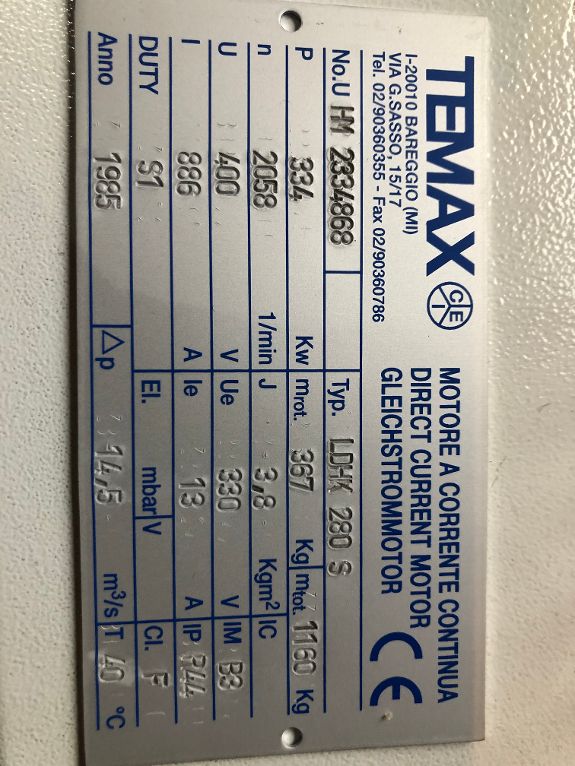 TEMAX
I-20010 BAREGGIO (MI)
VIA G.SASSO, 15/17
Tel. 02/90360355 - Fax 02/90360786
CEI
MOTORE A CORRENTE CONTINUA
DIRECT CURRENT MOTOR
GLEICHSTROMMOTOR
CE
No.U HM 2334868 Typ. LDHK 280 S
P 334 Kw mrot. 367 Kg mtot. 1160 Kg
n 2058 1/min J 3,8 Kgm² IC
U 400 V Ue 330 V IM B3
I 886 A Ie 13 A IP R44
DUTY S1 El. mbar V Cl. F
Anno 1985 △p 14,5 m³/s T 40 °C